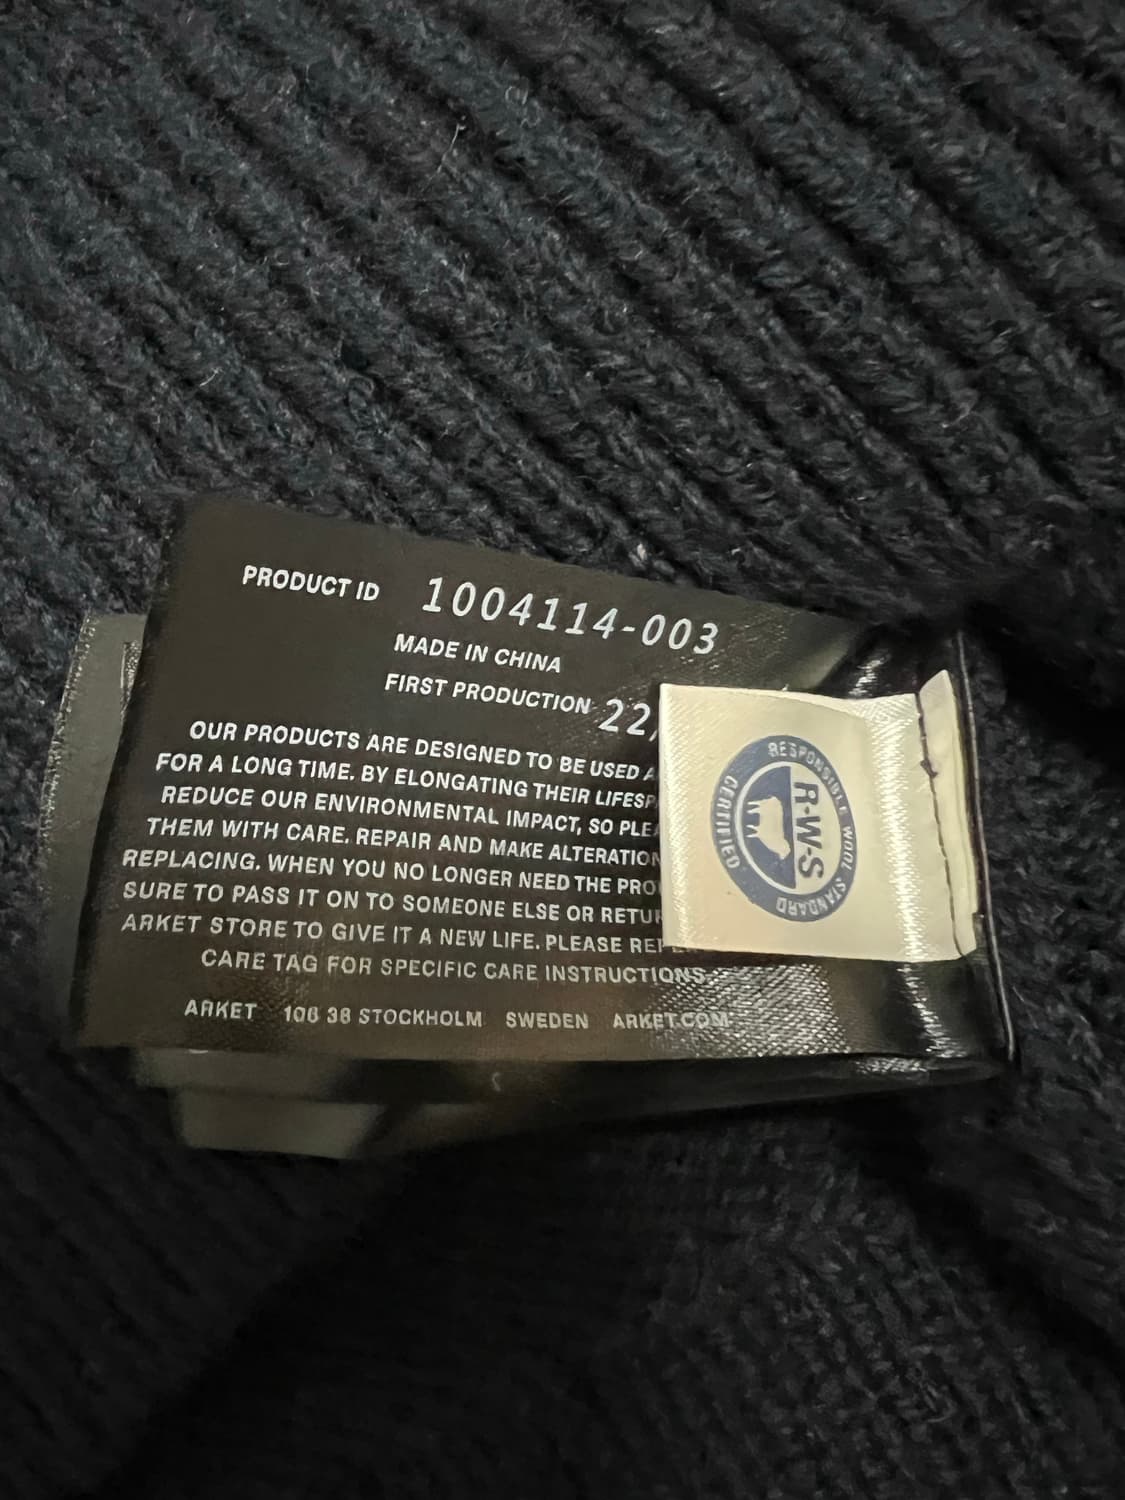 PRODUCT ID 1004114-003
MADE IN CHINA
FIRST PRODUCTION 22/
OUR PRODUCTS ARE DESIGNED TO BE USED
FOR A LONG TIME. BY ELONGATING THEIR
REDUCE OUR ENVIRONMENTAL IMPACT, SO
THEM WITH CARE. REPAIR AND MAKE
REPLACING. WHEN YOU NO LONGER NEED THE
SURE TO PASS IT ON TO SOMEONE ELSE OR
ARKET STORE TO GIVE IT A NEW LIFE. PLEASE
CARE TAG FOR SPECIFIC CARE INSTRUCTIONS.
ARKET 106 38 STOCKHOLM SWEDEN ARKET.COM
RESPONSIBLE WOOL STANDARD
R·W·S
CERTIFIED